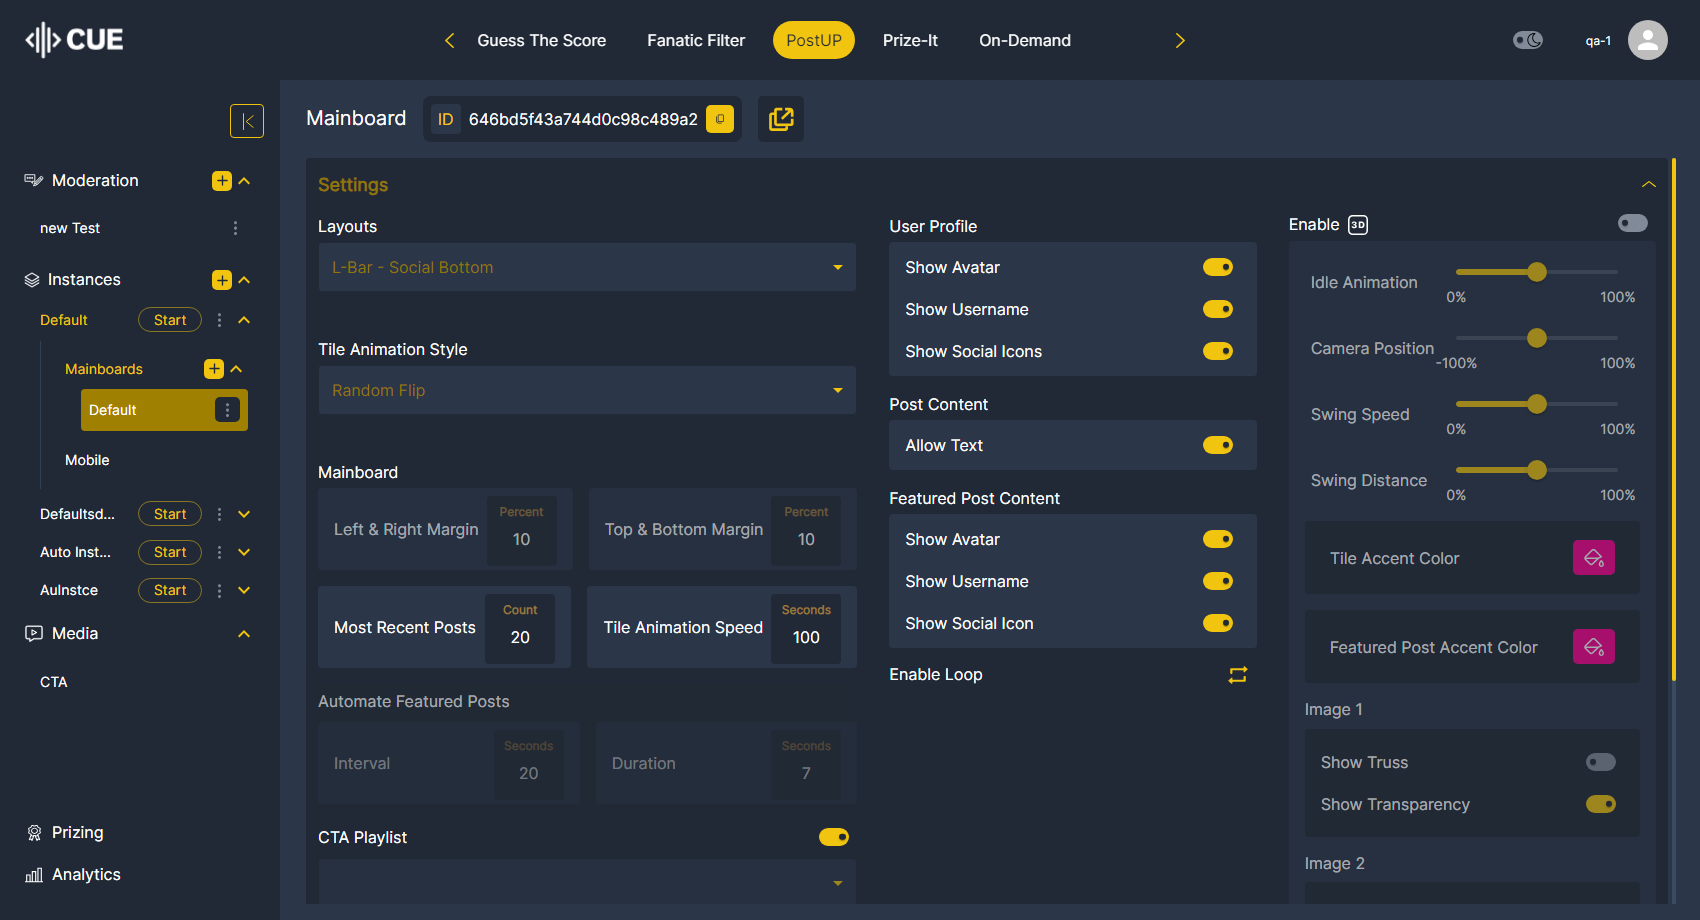 CUE
Guess The Score
Fanatic Filter
PostUP
Prize-It
On-Demand
qa-1
Moderation
new Test
Instances
Default
Start
Mainboards
Default
Mobile
Defaultsd...
Start
Auto Inst...
Start
AuInstce
Start
Media
CTA
Prizing
Analytics
Mainboard
ID
646bd5f43a744d0c98c489a2
Settings
Layouts
L-Bar - Social Bottom
Tile Animation Style
Random Flip
Mainboard
Left & Right Margin
Percent
10
Top & Bottom Margin
Percent
10
Most Recent Posts
Count
20
Tile Animation Speed
Seconds
100
Automate Featured Posts
Interval
Seconds
20
Duration
Seconds
7
CTA Playlist
User Profile
Show Avatar
Show Username
Show Social Icons
Post Content
Allow Text
Featured Post Content
Show Avatar
Show Username
Show Social Icon
Enable Loop
Enable 3D
Idle Animation
0%
100%
Camera Position
-100%
100%
Swing Speed
0%
100%
Swing Distance
0%
100%
Tile Accent Color
Featured Post Accent Color
Image 1
Show Truss
Show Transparency
Image 2